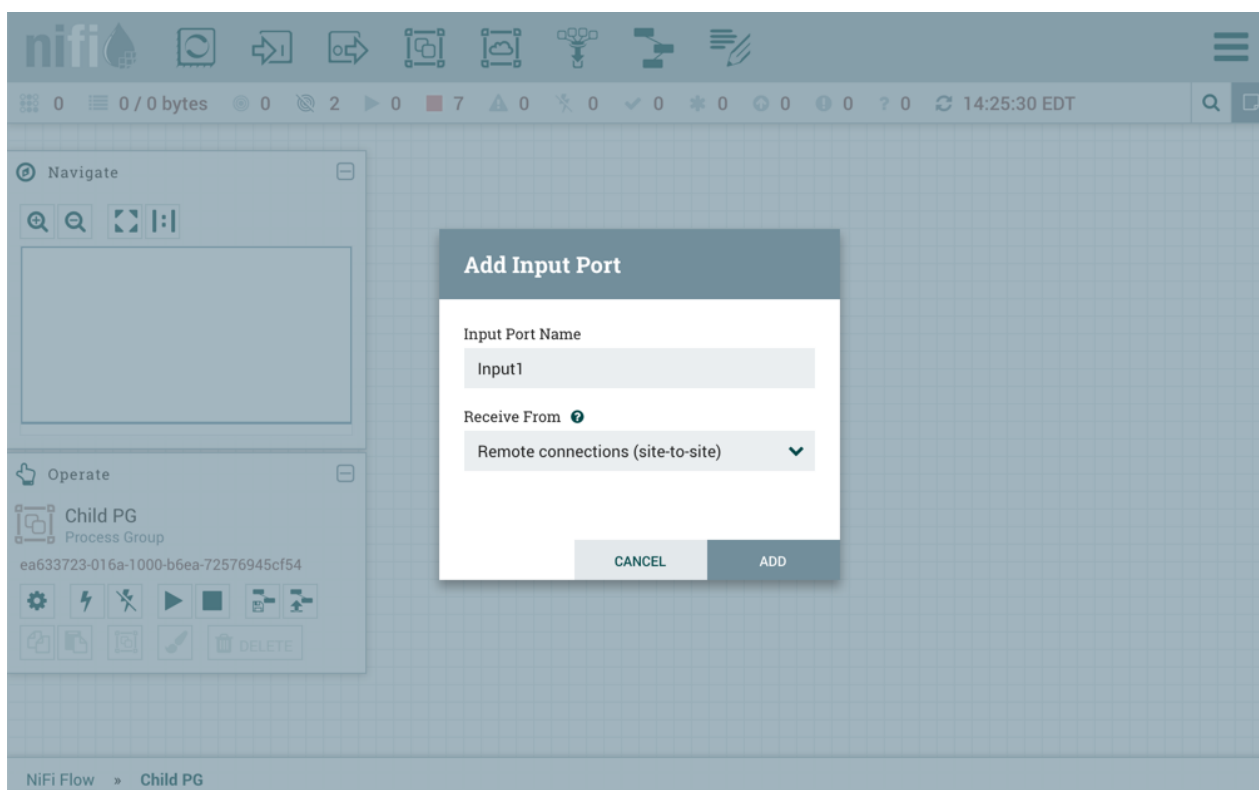 nifi
0 0 / 0 bytes 0 2 0 7 0 0 0 0 0 0 ? 0 14:25:30 EDT
Navigate
Add Input Port
Input Port Name
Input1
Receive From ?
Remote connections (site-to-site)
CANCEL ADD
Operate
Child PG
Process Group
ea633723-016a-1000-b6ea-72576945cf54
DELETE
NiFi Flow » Child PG